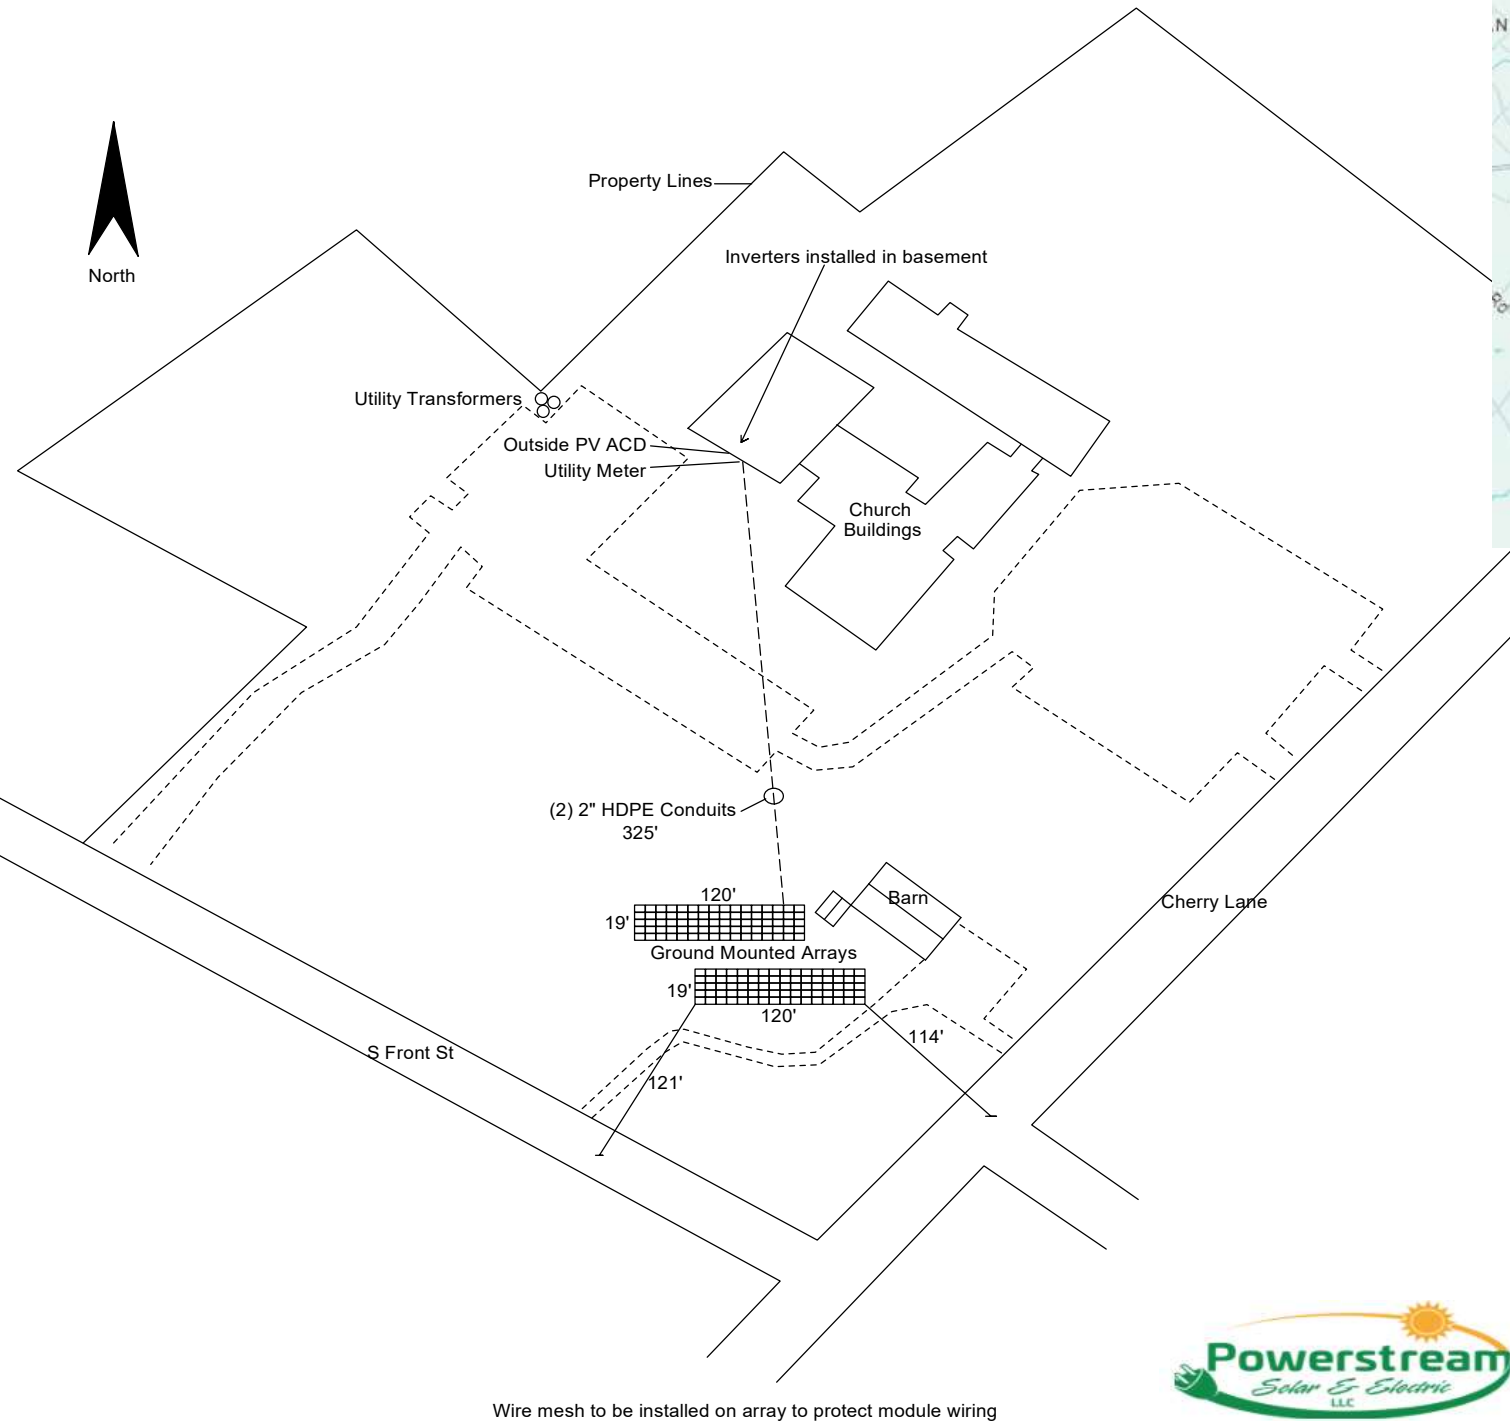 Property Lines
North
Inverters installed in basement
Utility Transformers
Outside PV ACD
Utility Meter
Church
Buildings
(2) 2" HDPE Conduits
325'
120'
19'
Barn
Cherry Lane
Ground Mounted Arrays
19'
120'
114'
S Front St
121'
Powerstream
Solar & Electric
LLC
Wire mesh to be installed on array to protect module wiring